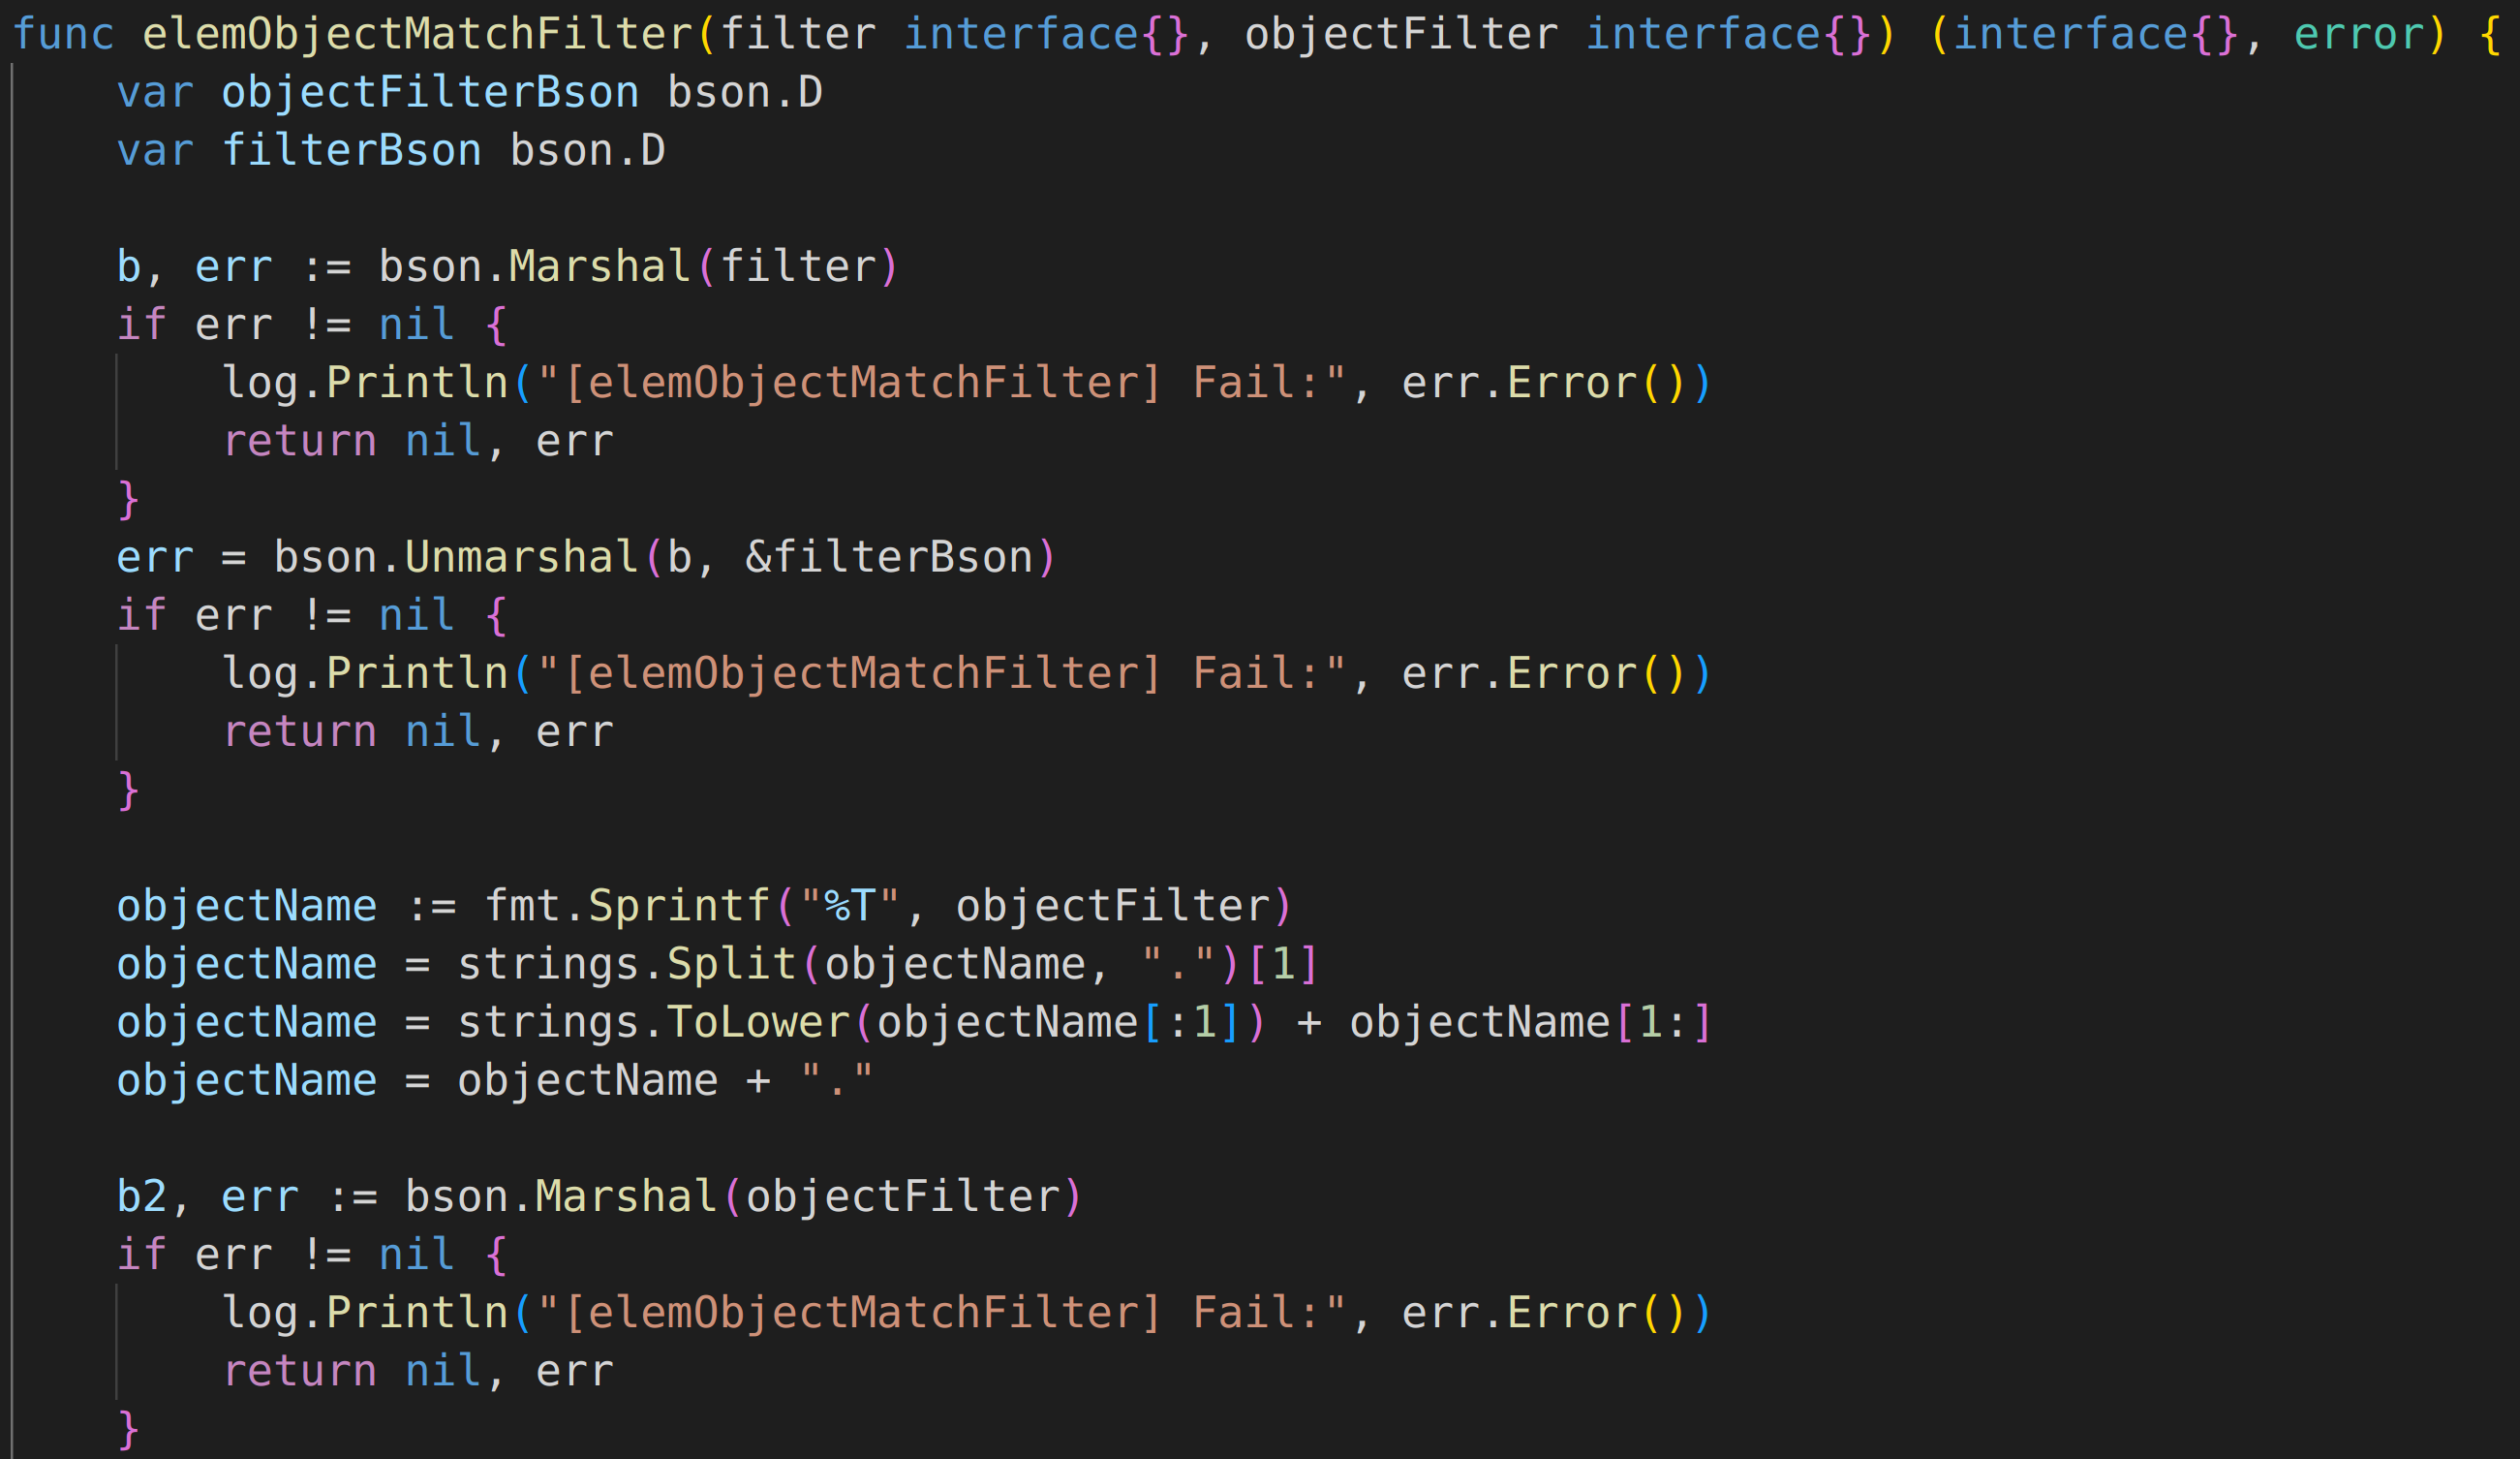 func elemObjectMatchFilter(filter interface{}, objectFilter interface{}) (interface{}, error) {
    var objectFilterBson bson.D
    var filterBson bson.D

    b, err := bson.Marshal(filter)
    if err != nil {
        log.Println("[elemObjectMatchFilter] Fail:", err.Error())
        return nil, err
    }
    err = bson.Unmarshal(b, &filterBson)
    if err != nil {
        log.Println("[elemObjectMatchFilter] Fail:", err.Error())
        return nil, err
    }

    objectName := fmt.Sprintf("%T", objectFilter)
    objectName = strings.Split(objectName, ".")[1]
    objectName = strings.ToLower(objectName[:1]) + objectName[1:]
    objectName = objectName + "."

    b2, err := bson.Marshal(objectFilter)
    if err != nil {
        log.Println("[elemObjectMatchFilter] Fail:", err.Error())
        return nil, err
    }